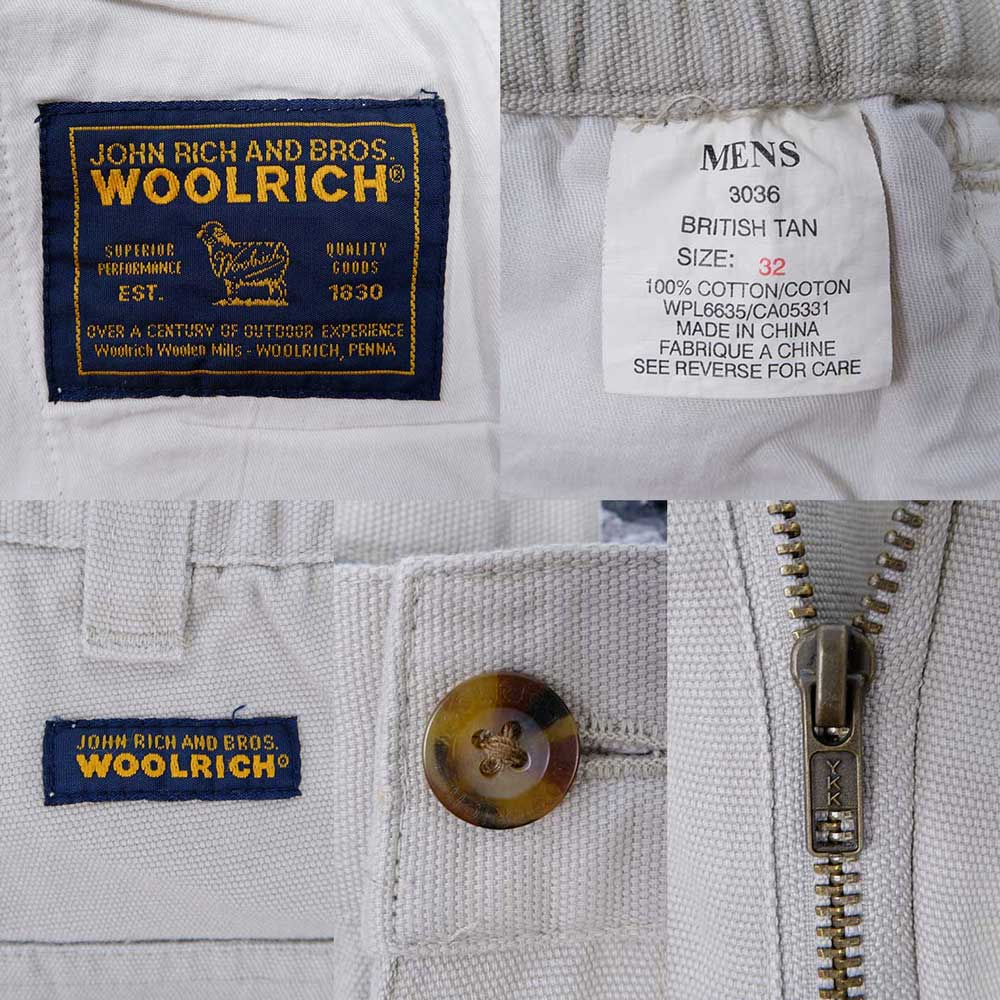 JOHN RICH AND BROS.
WOOLRICH®
SUPERIOR PERFORMANCE
Woolrich
QUALITY GOODS
EST.
1830
OVER A CENTURY OF OUTDOOR EXPERIENCE
Woolrich Woolen Mills - WOOLRICH, PENNA
MENS
3036
BRITISH TAN
SIZE: 32
100% COTTON/COTON
WPL6635/CA05331
MADE IN CHINA
FABRIQUE A CHINE
SEE REVERSE FOR CARE
JOHN RICH AND BROS.
WOOLRICH®
YKK